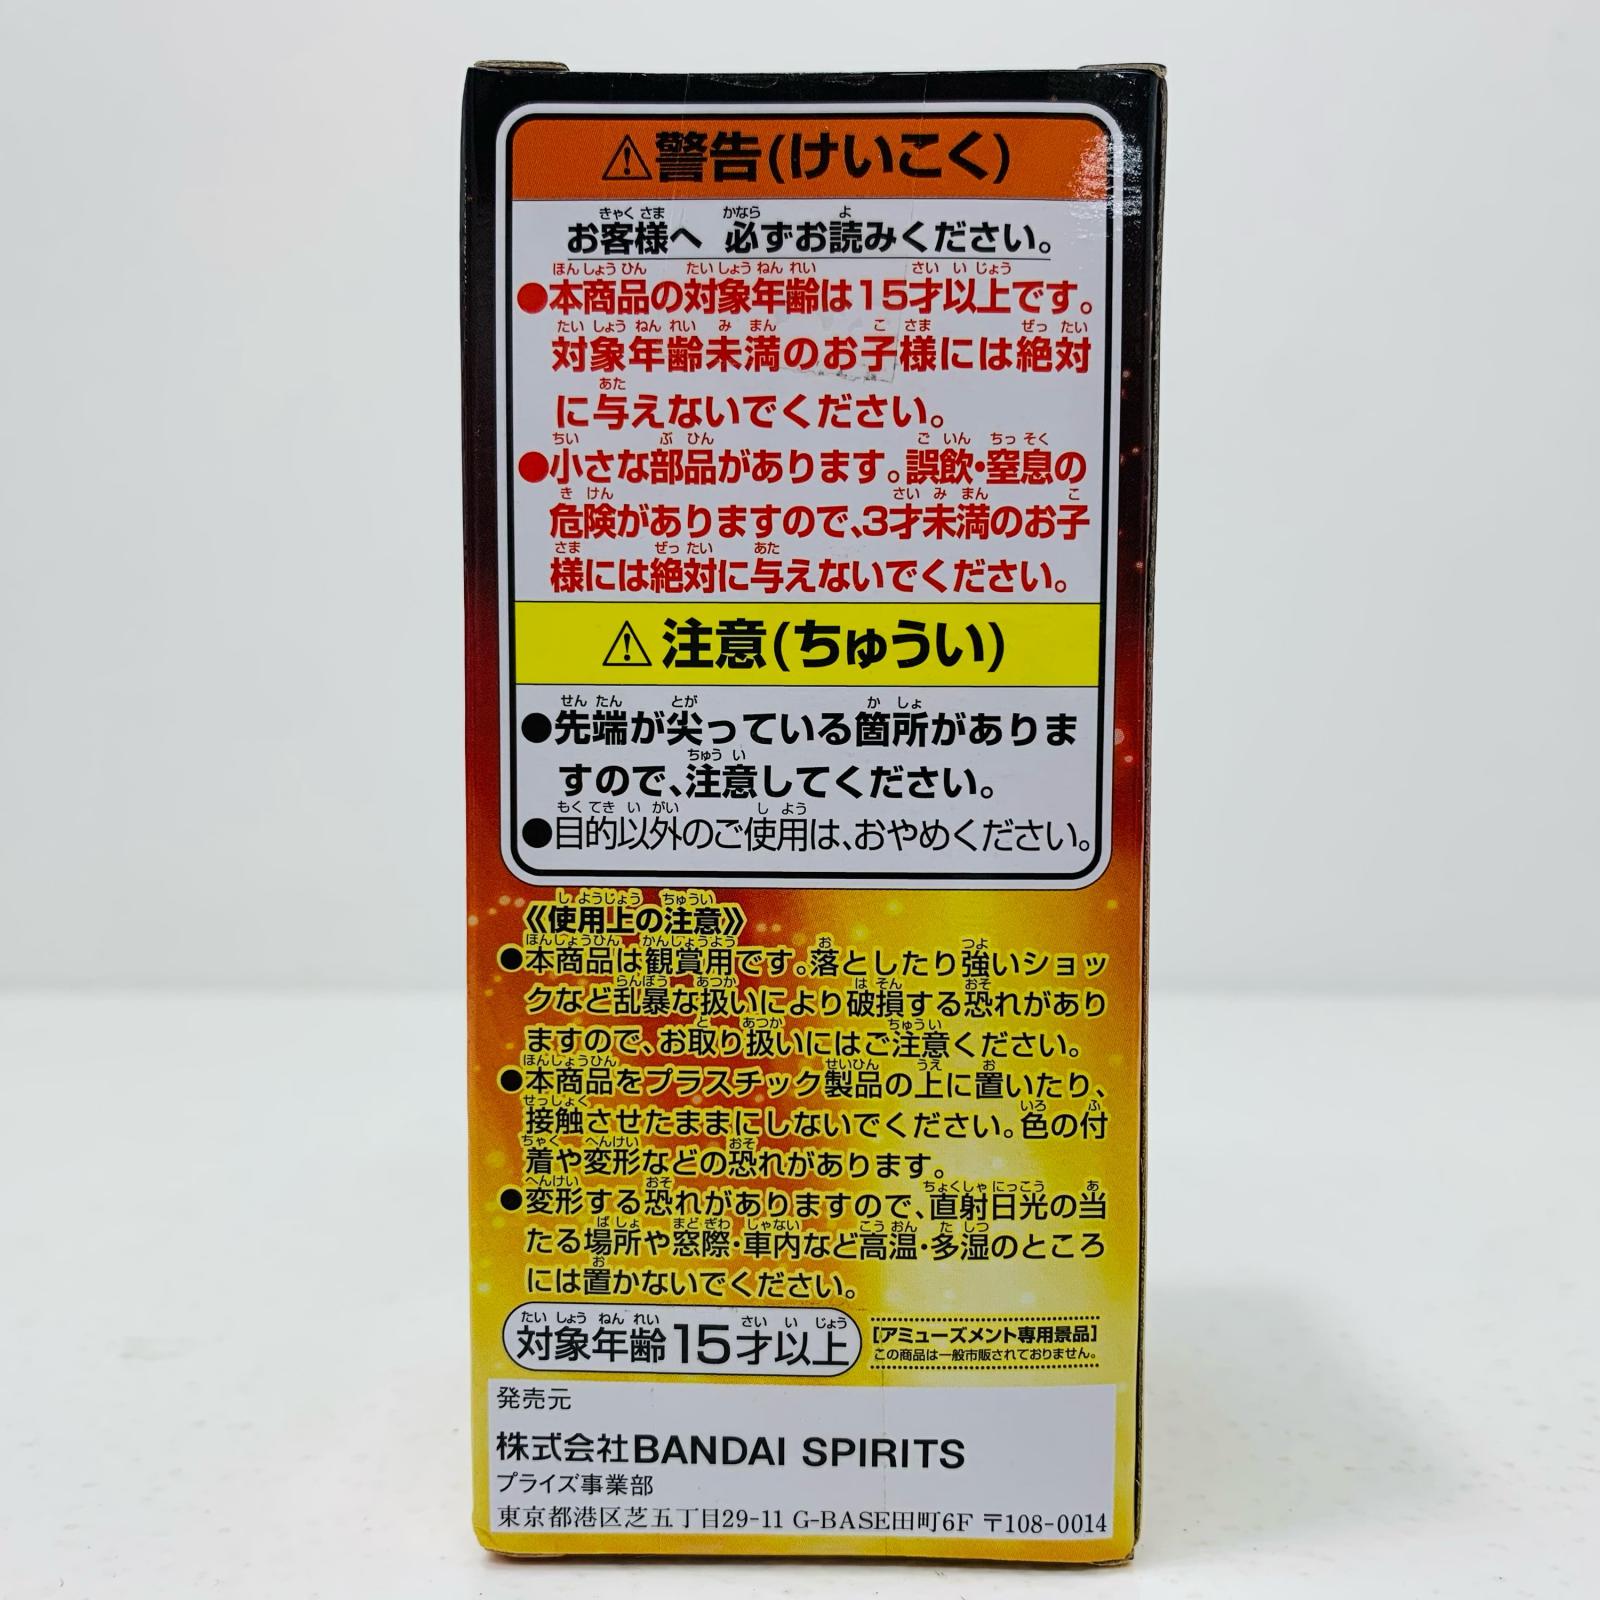 ⚠警告(けいこく)
お客様へ 必ずお読みください。
●本商品の対象年齢は15才以上です。
対象年齢未満のお子様には絶対
に与えないでください。
●小さな部品があります。誤飲・窒息の
危険がありますので、3才未満のお子
様には絶対に与えないでください。
⚠注意(ちゅうい)
●先端が尖っている箇所がありま
すので、注意してください。
●目的以外のご使用は、おやめください。
《使用上の注意》
●本商品は観賞用です。落としたり強いショッ
クなど乱暴な扱いにより破損する恐れがあり
ますので、お取り扱いにはご注意ください。
●本商品をプラスチック製品の上に置いたり、
接触させたままにしないでください。色の付
着や変形などの恐れがあります。
●変形する恐れがありますので、直射日光の当
たる場所や窓際・車内など高温・多湿のところ
には置かないでください。
対象年齢15才以上
[アミューズメント専用景品]
この商品は一般市販されておりません。
発売元
株式会社BANDAI SPIRITS
プライズ事業部
東京都港区芝五丁目29-11 G-BASE田町6F 〒108-0014